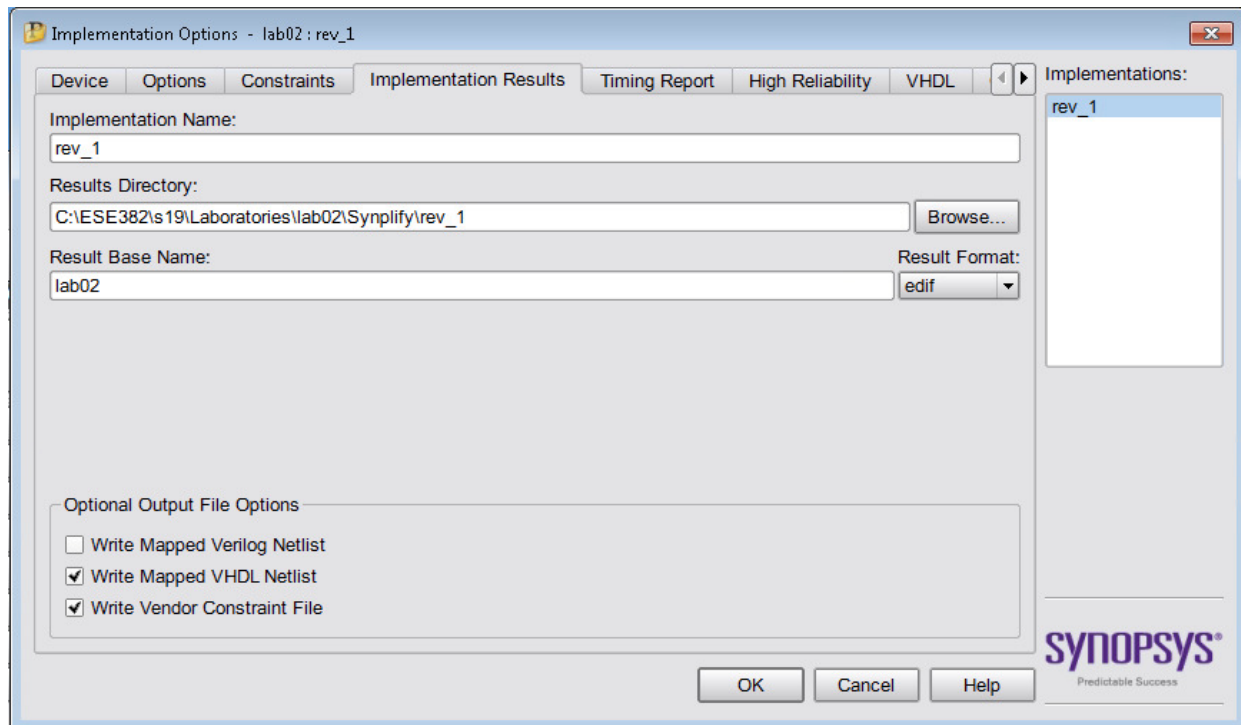 Implementation Options - lab02 : rev_1
Device Options Constraints Implementation Results Timing Report High Reliability VHDL
Implementations:
rev_1
Implementation Name:
rev_1
Results Directory:
C:\ESE382\s19\Laboratories\lab02\Synplify\rev_1 Browse...
Result Base Name: Result Format:
lab02 edif
Optional Output File Options
Write Mapped Verilog Netlist
Write Mapped VHDL Netlist
Write Vendor Constraint File
SYNOPSYS®
Predictable Success
OK Cancel Help